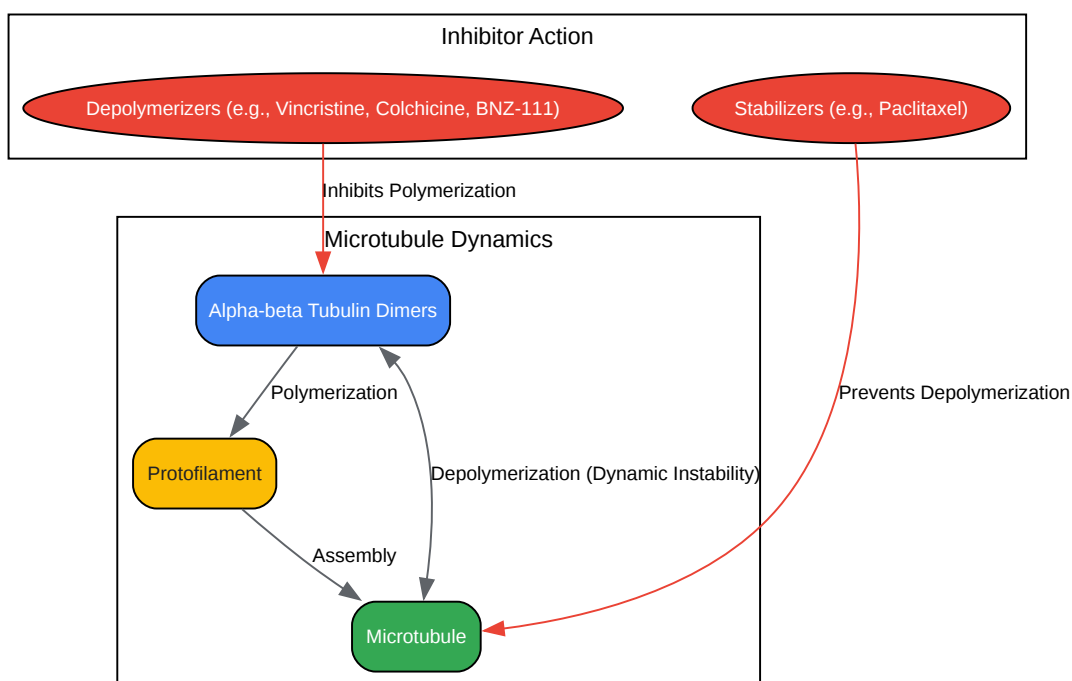 Inhibitor Action
Depolymerizers (e.g., Vincristine, Colchicine, BNZ-111)
Stabilizers (e.g., Paclitaxel)
Inhibits Polymerization
Microtubule Dynamics
Alpha-beta Tubulin Dimers
Polymerization
Prevents Depolymerization
Protofilament
Depolymerization (Dynamic Instability)
Assembly
Microtubule